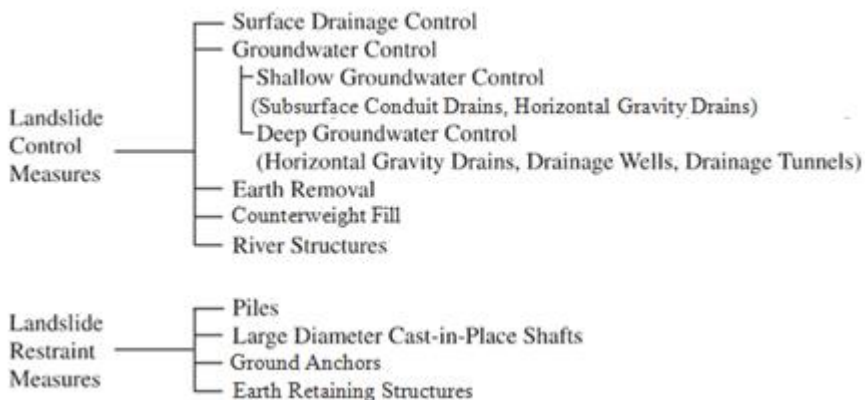 Surface Drainage Control
Groundwater Control
Shallow Groundwater Control
(Subsurface Conduit Drains, Horizontal Gravity Drains)
Landslide
Control
Measures
Deep Groundwater Control
(Horizontal Gravity Drains, Drainage Wells, Drainage Tunnels)
Earth Removal
Counterweight Fill
River Structures
Landslide
Restraint
Measures
Piles
Large Diameter Cast-in-Place Shafts
Ground Anchors
Earth Retaining Structures